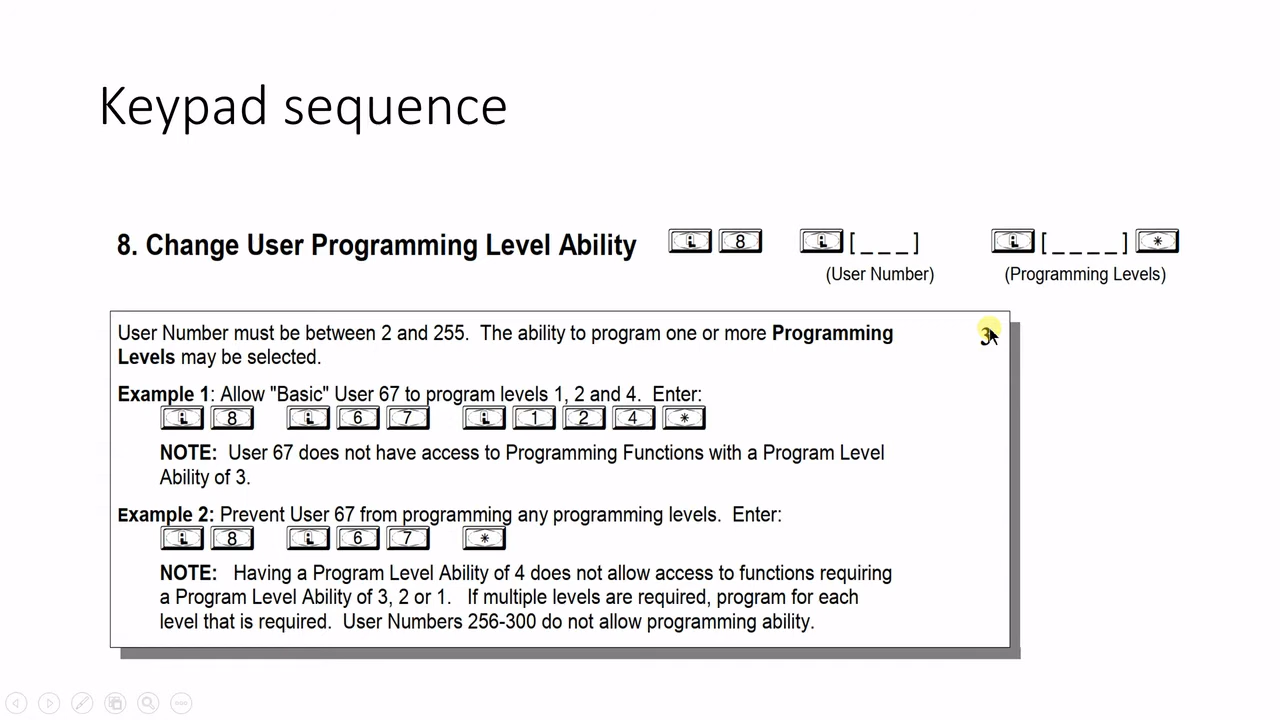 Keypad sequence
8. Change User Programming Level Ability L 8 L [_ _ _] L [_ _ _ _] *
(User Number) (Programming Levels)
User Number must be between 2 and 255. The ability to program one or more Programming 3
Levels may be selected.
Example 1: Allow "Basic" User 67 to program levels 1, 2 and 4. Enter:
L 8 L 6 7 L 1 2 4 *
NOTE: User 67 does not have access to Programming Functions with a Program Level
Ability of 3.
Example 2: Prevent User 67 from programming any programming levels. Enter:
L 8 L 6 7 *
NOTE: Having a Program Level Ability of 4 does not allow access to functions requiring
a Program Level Ability of 3, 2 or 1. If multiple levels are required, program for each
level that is required. User Numbers 256-300 do not allow programming ability.